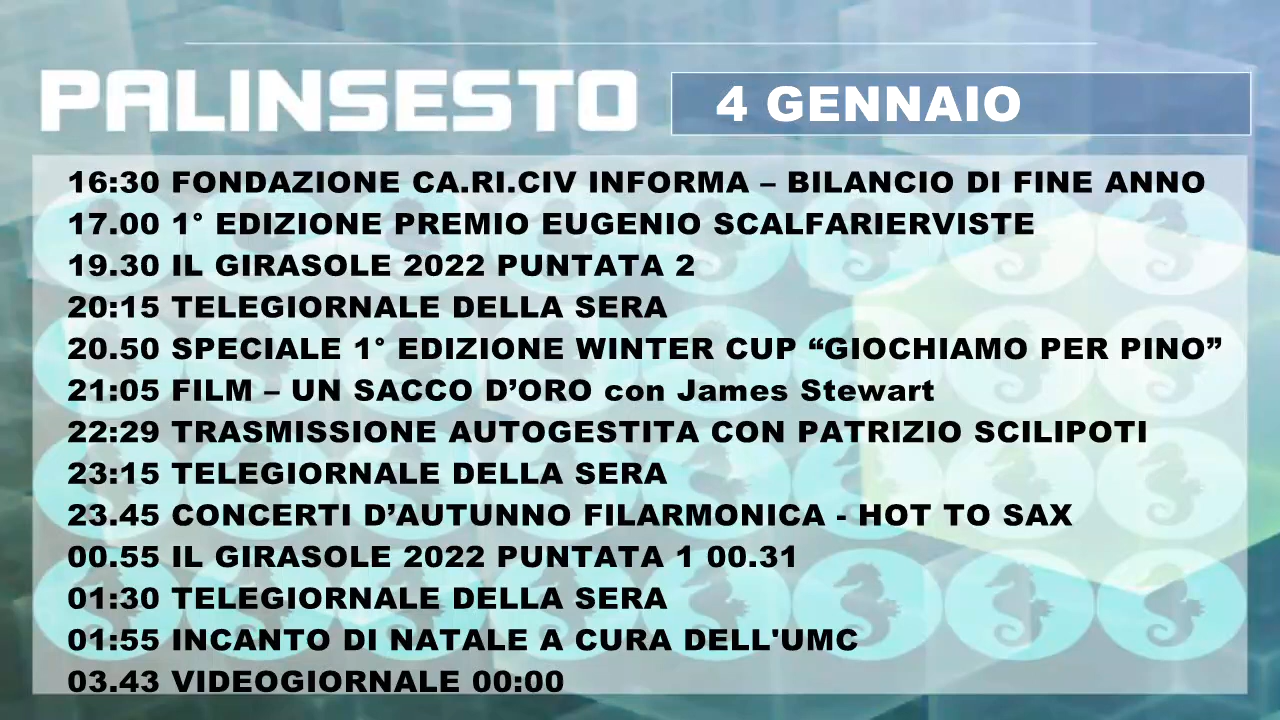 PALINSESTO
4 GENNAIO
16:30 FONDAZIONE CA.RI.CIV INFORMA – BILANCIO DI FINE ANNO
17.00 1° EDIZIONE PREMIO EUGENIO SCALFARIERVISTE
19.30 IL GIRASOLE 2022 PUNTATA 2
20:15 TELEGIORNALE DELLA SERA
20.50 SPECIALE 1° EDIZIONE WINTER CUP “GIOCHIAMO PER PINO”
21:05 FILM – UN SACCO D’ORO con James Stewart
22:29 TRASMISSIONE AUTOGESTITA CON PATRIZIO SCILIPOTI
23:15 TELEGIORNALE DELLA SERA
23.45 CONCERTI D’AUTUNNO FILARMONICA - HOT TO SAX
00.55 IL GIRASOLE 2022 PUNTATA 1 00.31
01:30 TELEGIORNALE DELLA SERA
01:55 INCANTO DI NATALE A CURA DELL'UMC
03.43 VIDEOGIORNALE 00:00